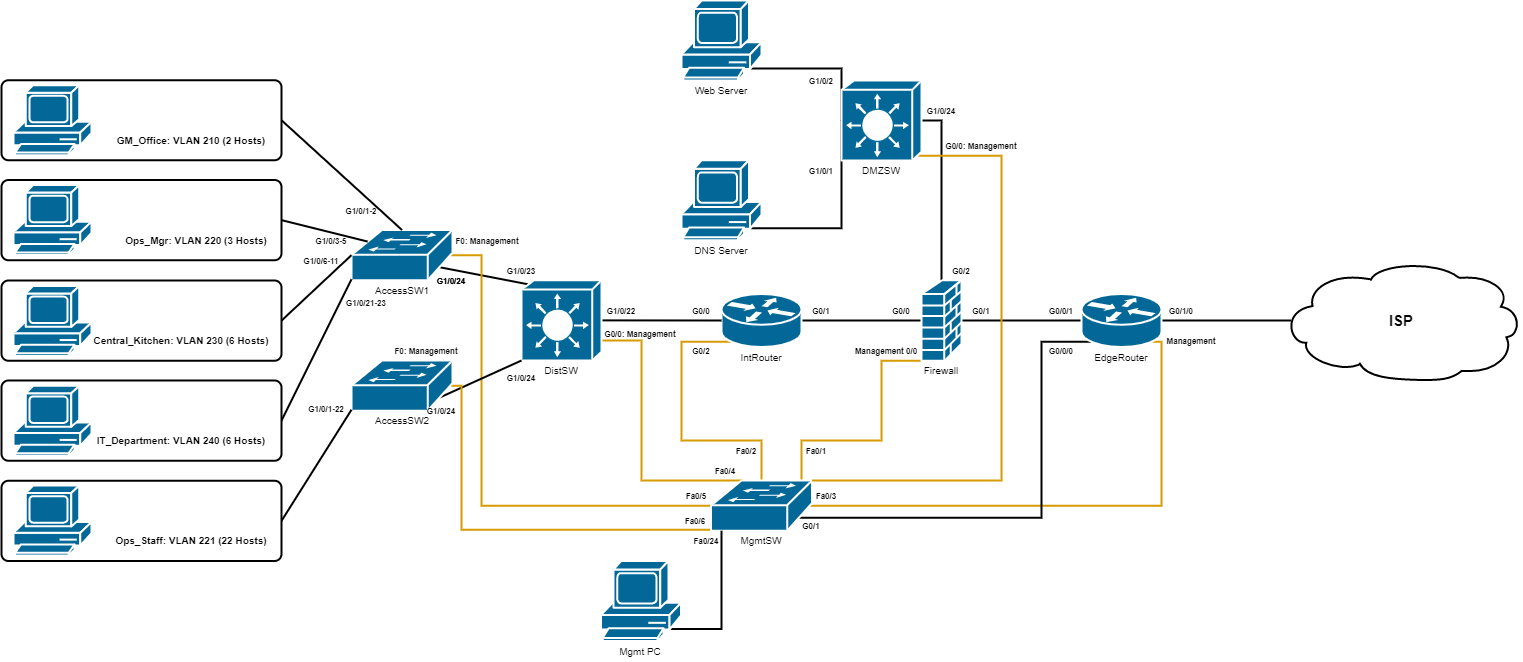 Web Server
G1/0/2
G1/0/24
G0/0: Management
DMZSW
G1/0/1
DNS Server
GM_Office: VLAN 210 (2 Hosts)
G1/0/1-2
Ops_Mgr: VLAN 220 (3 Hosts)
G1/0/3-5
F0: Management
G1/0/6-11
AccessSW1
G1/0/24
G1/0/23
G1/0/21-23
Central_Kitchen: VLAN 230 (6 Hosts)
G1/0/22
G0/0: Management
DistSW
G0/0
G0/1
G0/2
IntRouter
G0/2
G0/0
G0/1
Management 0/0
Firewall
G0/0/1
G0/1/0
G0/0/0
Management
EdgeRouter
ISP
F0: Management
G1/0/24
G1/0/24
AccessSW2
G1/0/1-22
IT_Department: VLAN 240 (6 Hosts)
Ops_Staff: VLAN 221 (22 Hosts)
Fa0/2
Fa0/1
Fa0/4
Fa0/5
Fa0/3
Fa0/6
G0/1
Fa0/24
MgmtSW
Mgmt PC